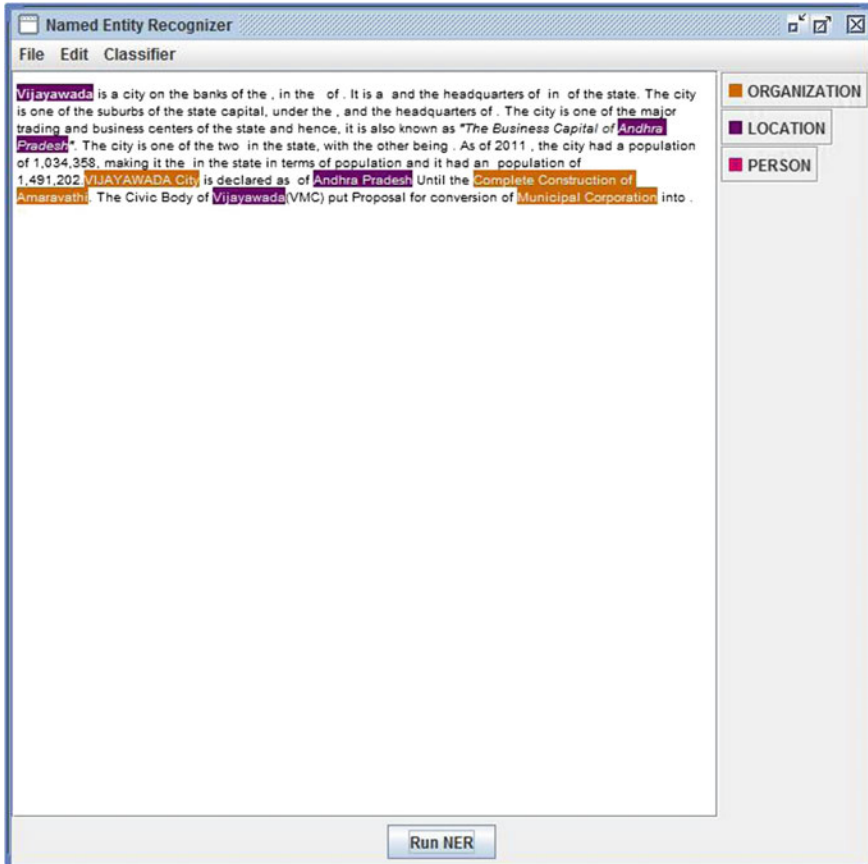 Named Entity Recognizer
File Edit Classifier
Vijayawada is a city on the banks of the , in the of . It is a and the headquarters of in of the state. The city
is one of the suburbs of the state capital, under the , and the headquarters of . The city is one of the major
trading and business centers of the state and hence, it is also known as "The Business Capital of Andhra
Pradesh". The city is one of the two in the state, with the other being . As of 2011 , the city had a population
of 1,034,358, making it the in the state in terms of population and it had an population of
1,491,202.VIJAYAWADA City is declared as of Andhra Pradesh Until the Complete Construction of
Amaravathi. The Civic Body of Vijayawada(VMC) put Proposal for conversion of Municipal Corporation into .
ORGANIZATION
LOCATION
PERSON
Run NER